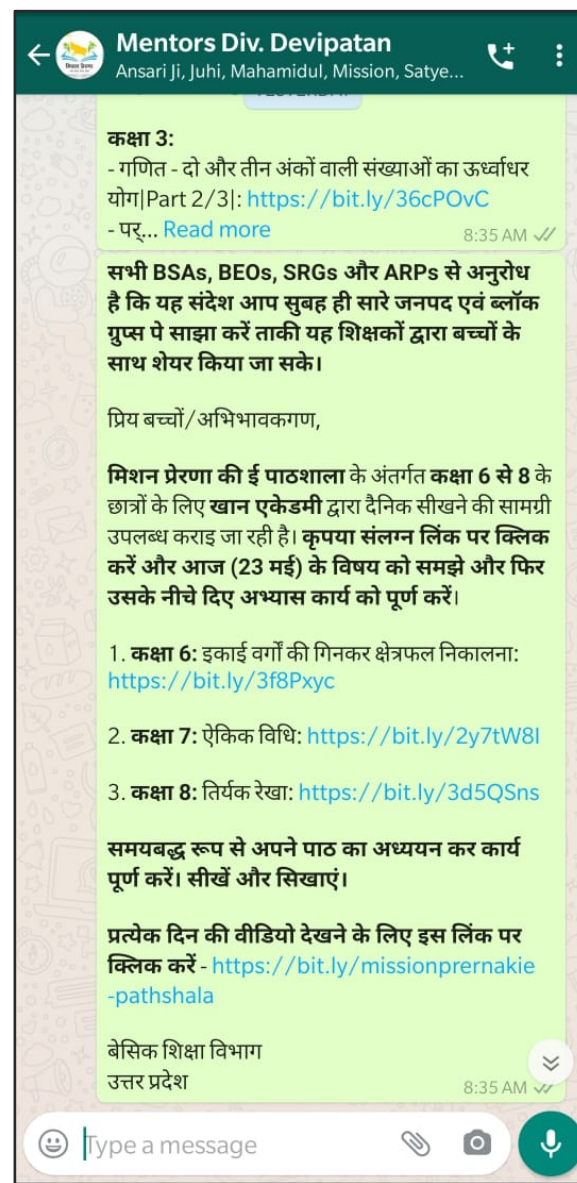 Mentors Div. Devipatan
Ansari Ji, Juhi, Mahamidul, Mission, Satye...
कक्षा 3:
- गणित - दो और तीन अंकों वाली संख्याओं का ऊर्ध्वाधर
योग|Part 2/3|: https://bit.ly/36cPOvC
- पर्... Read more
8:35 AM
सभी BSAs, BEOs, SRGs और ARPs से अनुरोध
है कि यह संदेश आप सुबह ही सारे जनपद एवं ब्लॉक
ग्रुप्स पे साझा करें ताकी यह शिक्षकों द्वारा बच्चों के
साथ शेयर किया जा सके।
प्रिय बच्चों/अभिभावकगण,
मिशन प्रेरणा की ई पाठशाला के अंतर्गत कक्षा 6 से 8 के
छात्रों के लिए खान एकेडमी द्वारा दैनिक सीखने की सामग्री
उपलब्ध कराइ जा रही है। कृपया संलग्न लिंक पर क्लिक
करें और आज (23 मई) के विषय को समझे और फिर
उसके नीचे दिए अभ्यास कार्य को पूर्ण करें।
1. कक्षा 6: इकाई वर्गों की गिनकर क्षेत्रफल निकालना:
https://bit.ly/3f8Pxyc
2. कक्षा 7: ऐकिक विधि: https://bit.ly/2y7tW8I
3. कक्षा 8: तिर्यक रेखा: https://bit.ly/3d5QSns
समयबद्ध रूप से अपने पाठ का अध्ययन कर कार्य
पूर्ण करें। सीखें और सिखाएं।
प्रत्येक दिन की वीडियो देखने के लिए इस लिंक पर
क्लिक करें - https://bit.ly/missionprernakie
-pathshala
बेसिक शिक्षा विभाग
उत्तर प्रदेश
8:35 AM
Type a message